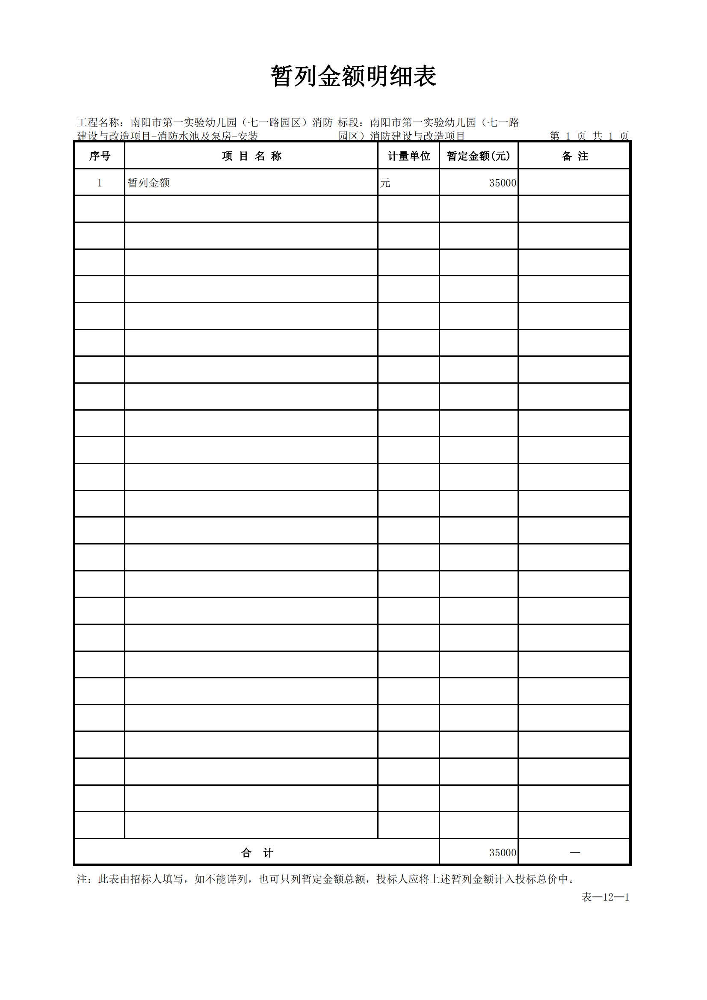 暂列金额明细表
工程名称：南阳市第一实验幼儿园（七一路园区）消防 标段：南阳市第一实验幼儿园（七一路
建设与改造项目-消防水池及泵房-安装 园区）消防建设与改造项目 第 1 页 共 1 页
序号 项 目 名 称 计量单位 暂定金额(元) 备 注
1 暂列金额 元 35000
合 计 35000 —
注：此表由招标人填写，如不能详列，也可只列暂定金额总额，投标人应将上述暂列金额计入投标总价中。
表—12—1